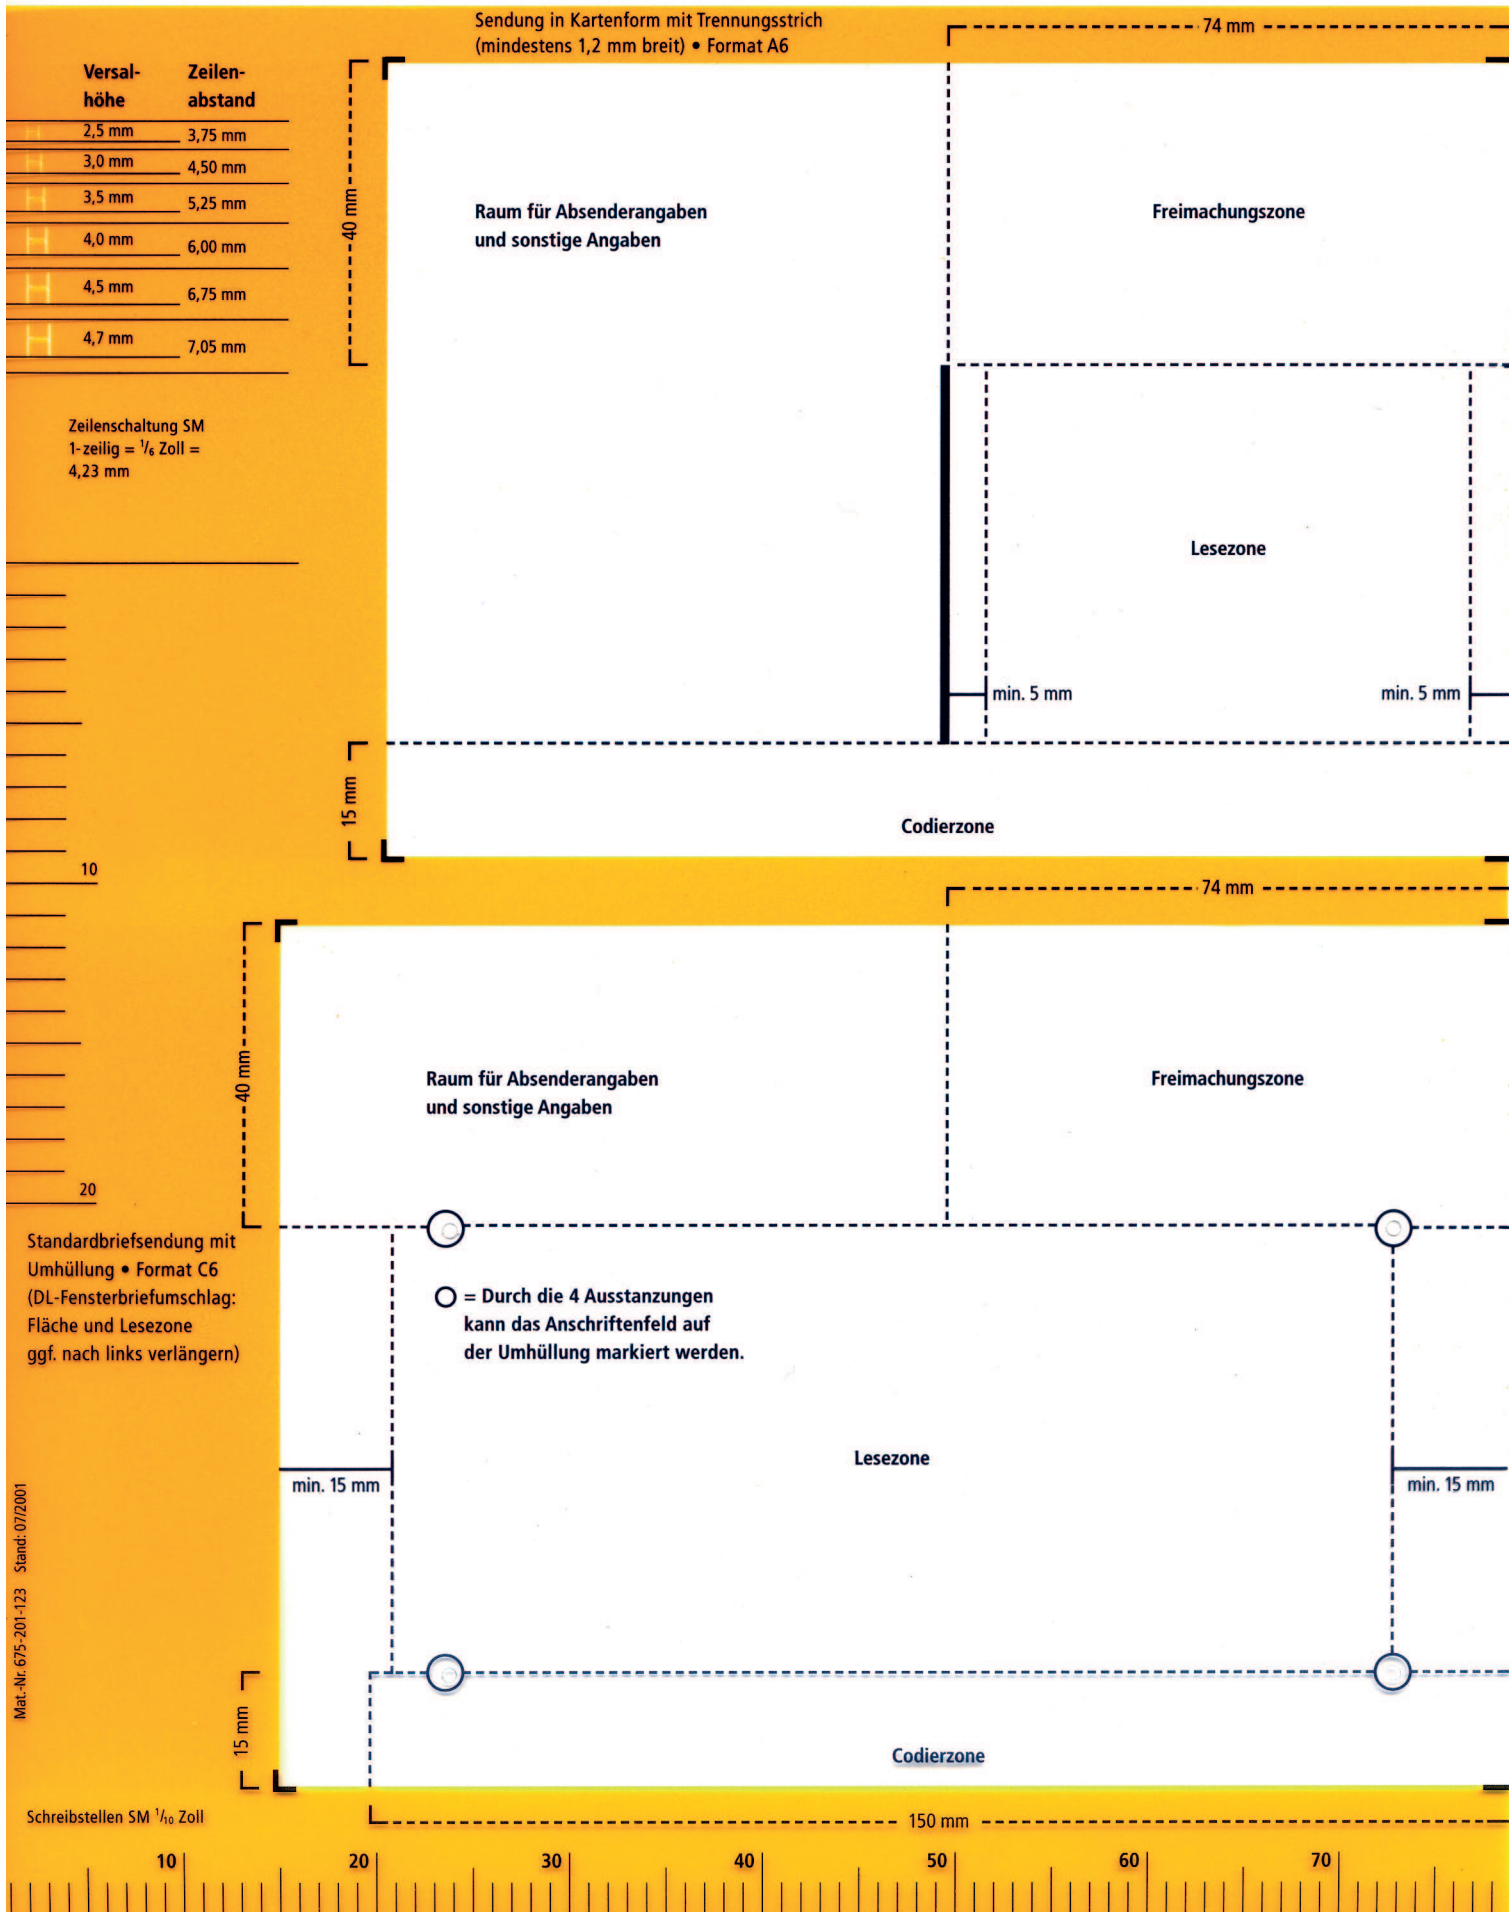 Sendung in Kartenform mit Trennungsstrich
(mindestens 1,2 mm breit) • Format A6
74 mm
Versal-
höhe
Zeilen-
abstand
2,5 mm
3,75 mm
3,0 mm
4,50 mm
3,5 mm
5,25 mm
4,0 mm
6,00 mm
4,5 mm
6,75 mm
4,7 mm
7,05 mm
H
H
H
H
H
H
Zeilenschaltung SM
1-zeilig = 1/6 Zoll =
4,23 mm
40 mm
Raum für Absenderangaben
und sonstige Angaben
Freimachungszone
Lesezone
min. 5 mm
min. 5 mm
15 mm
Codierzone
10
74 mm
40 mm
Raum für Absenderangaben
und sonstige Angaben
Freimachungszone
20
Standardbriefsendung mit
Umhüllung • Format C6
(DL-Fensterbriefumschlag:
Fläche und Lesezone
ggf. nach links verlängern)
O = Durch die 4 Ausstanzungen
kann das Anschriftenfeld auf
der Umhüllung markiert werden.
Lesezone
min. 15 mm
min. 15 mm
Mat.-Nr. 675-201-123 Stand: 07/2001
15 mm
Codierzone
Schreibstellen SM 1/10 Zoll
150 mm
10 20 30 40 50 60 70